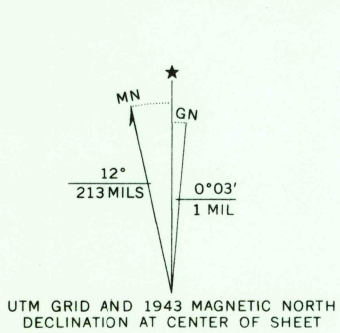 ★
MN
GN
12°
213 MILS
0°03′
1 MIL
UTM GRID AND 1943 MAGNETIC NORTH
DECLINATION AT CENTER OF SHEET